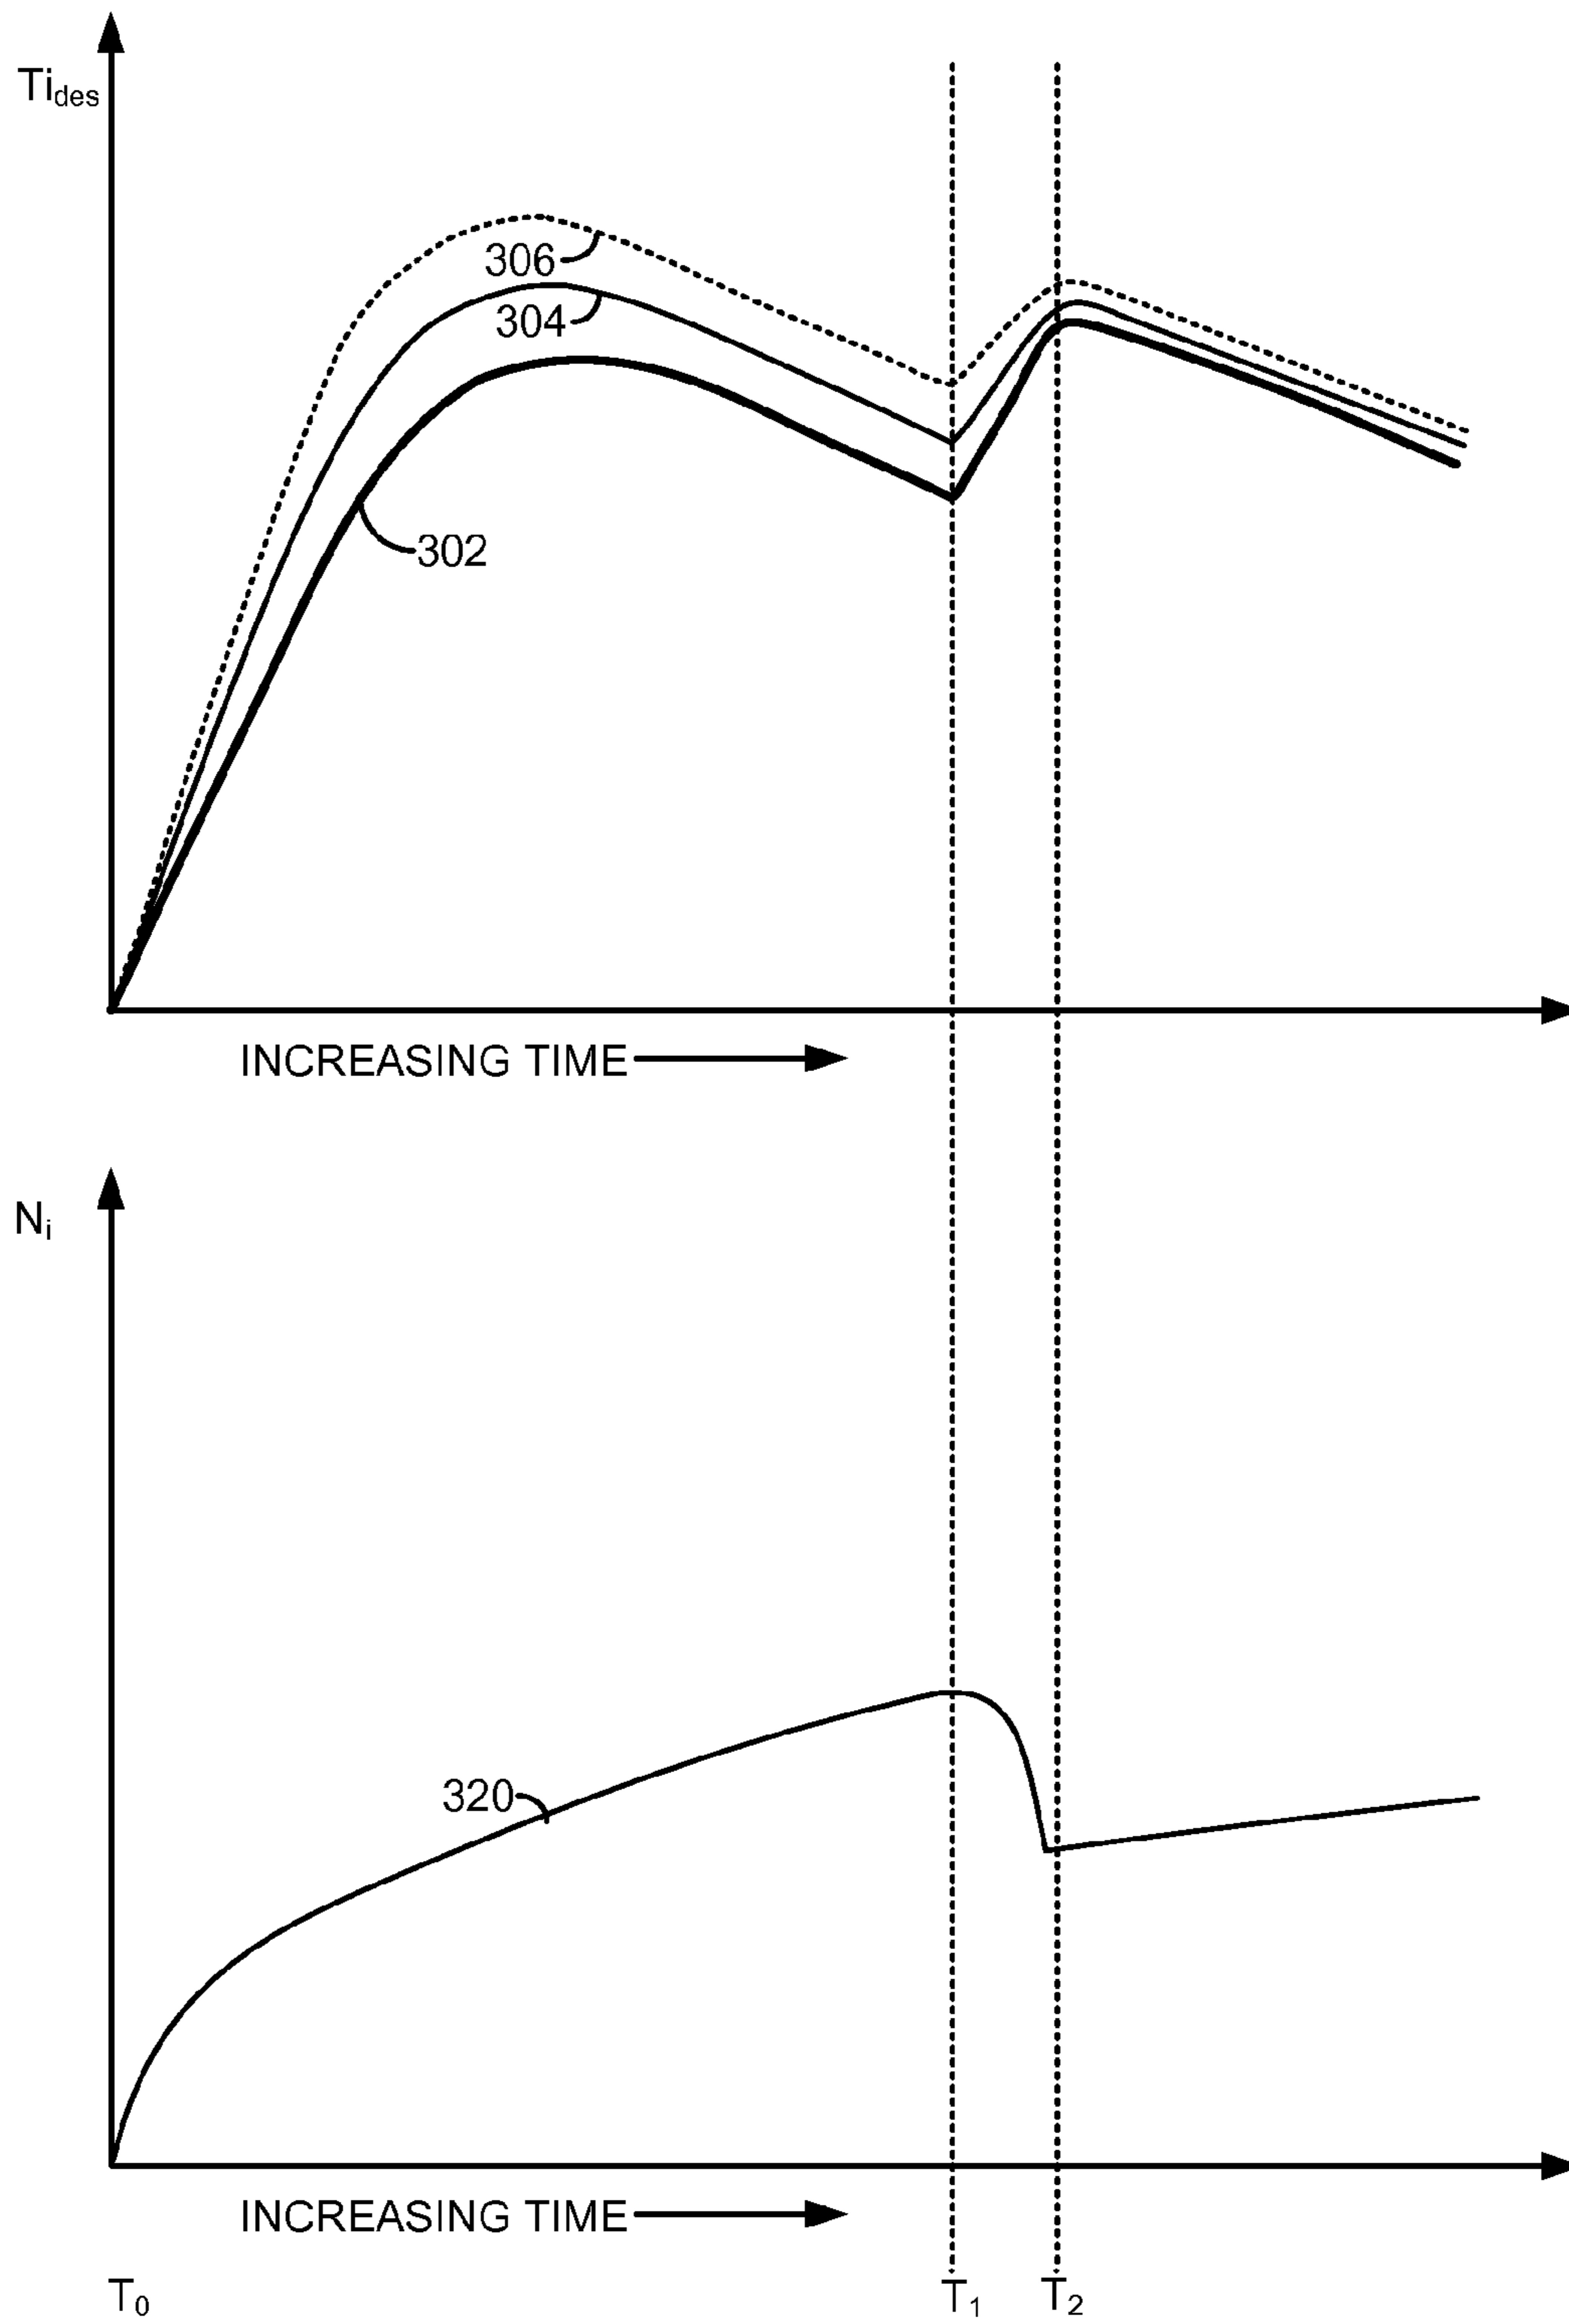 Ti_des
306
304
302
INCREASING TIME
N_i
320
INCREASING TIME
T_0 T_1 T_2